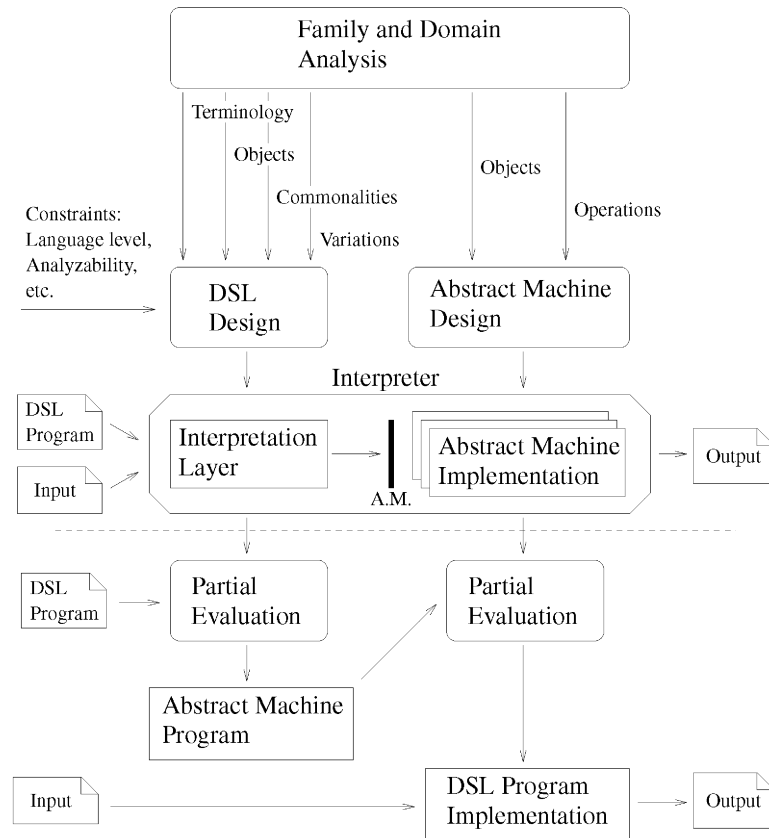 Family and Domain
Analysis
Terminology
Objects
Commonalities
Variations
Objects
Operations
Constraints:
Language level,
Analyzability,
etc.
DSL
Design
Abstract Machine
Design
Interpreter
DSL
Program
Input
Interpretation
Layer
A.M.
Abstract Machine
Implementation
Output
DSL
Program
Partial
Evaluation
Partial
Evaluation
Abstract Machine
Program
Input
DSL Program
Implementation
Output